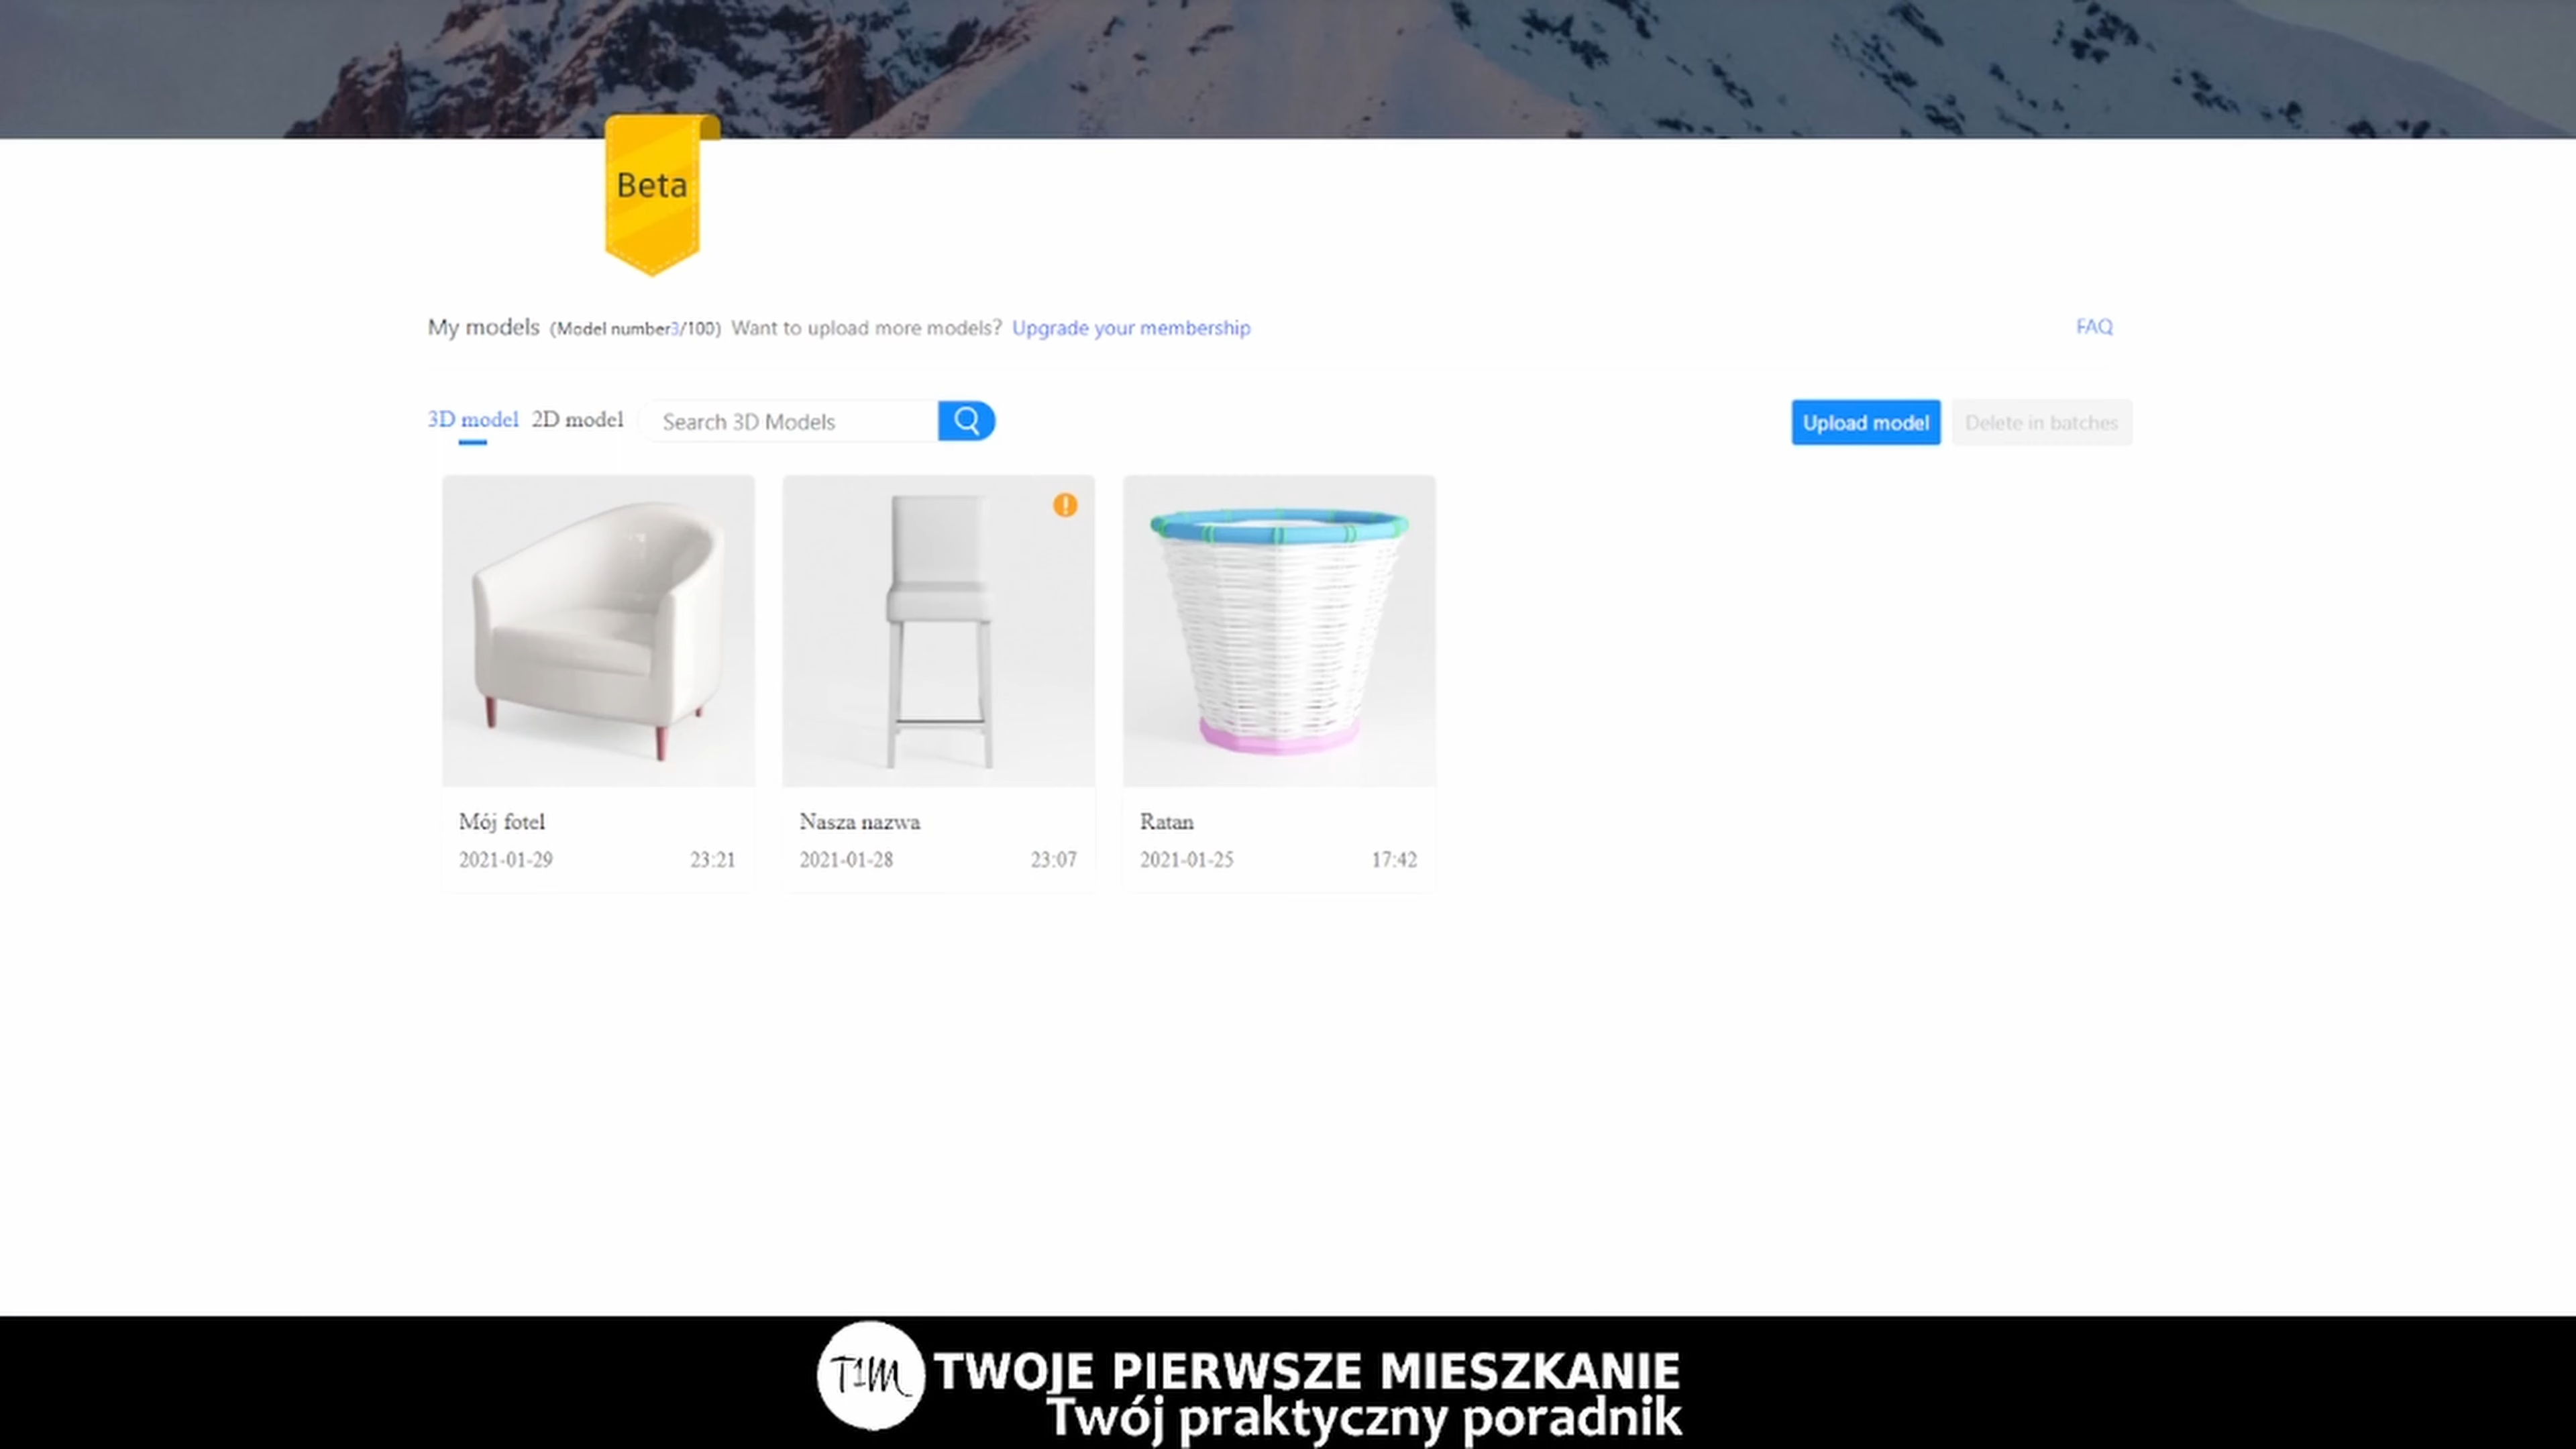 Beta
My models (Model number3/100) Want to upload more models? Upgrade your membership
FAQ
3D model 2D model Search 3D Models
Upload model Delete in batches
Mój fotel
2021-01-29 23:21
Nasza nazwa
2021-01-28 23:07
Ratan
2021-01-25 17:42
T1M
TWOJE PIERWSZE MIESZKANIE
Twój praktyczny poradnik